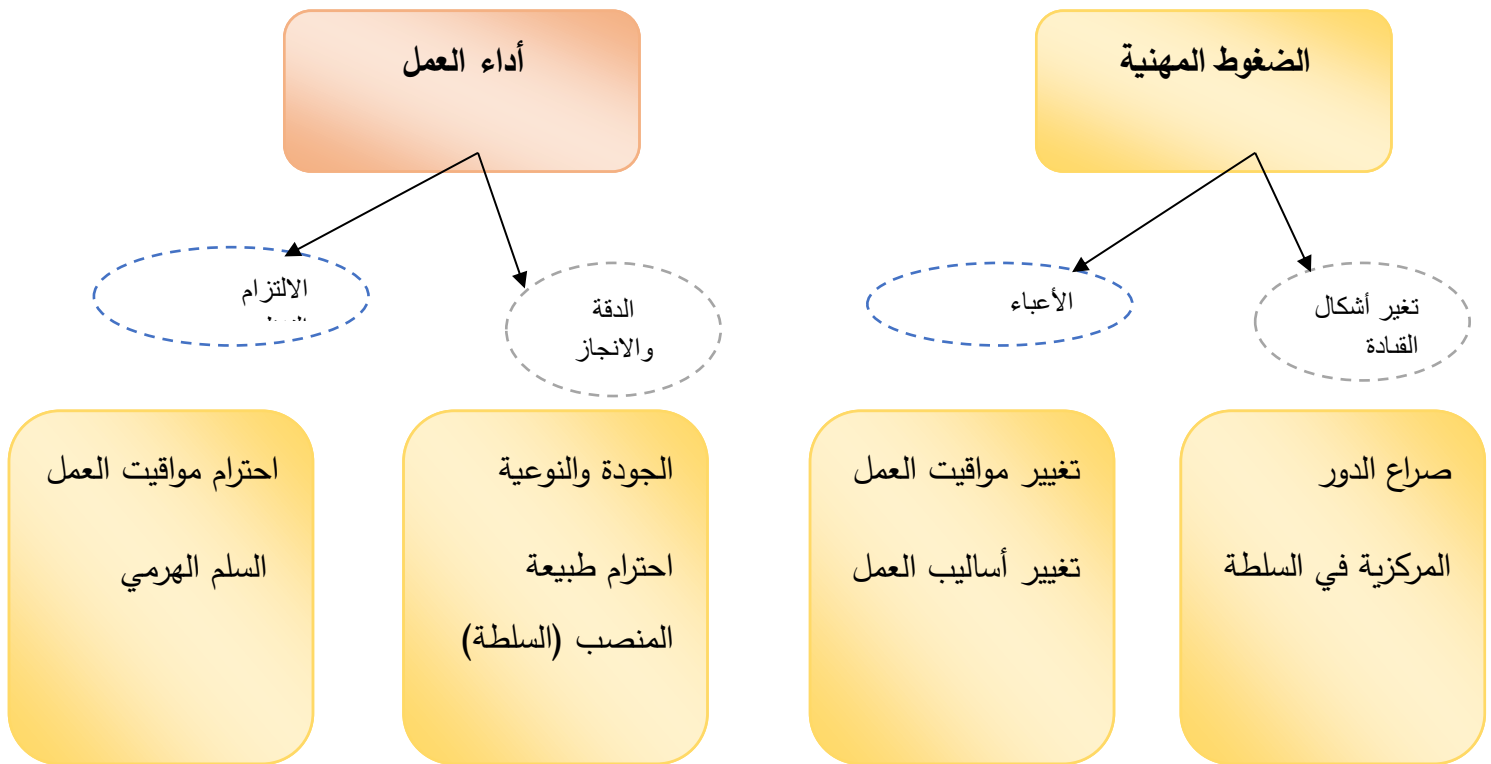 الضغوط المهنية
أداء العمل
تغير أشكال
القيادة
الأعباء
الدقة
والانجاز
الالتزام
صراع الدور
المركزية في السلطة
تغيير مواقيت العمل
تغيير أساليب العمل
الجودة والنوعية
احترام طبيعة
المنصب (السلطة)
احترام مواقيت العمل
السلم الهرمي